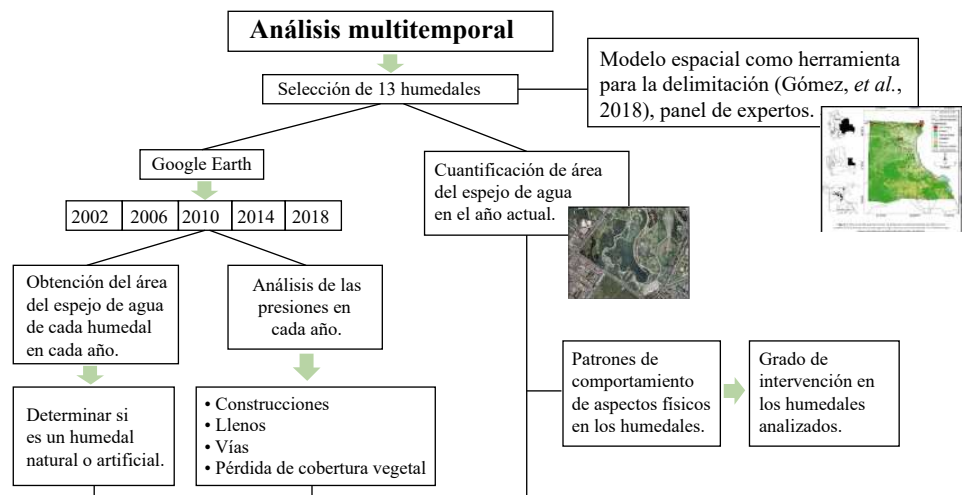 Análisis multitemporal
Selección de 13 humedales
Modelo espacial como herramienta
para la delimitación (Gómez, et al.,
2018), panel de expertos.
Google Earth
2002 2006 2010 2014 2018
Cuantificación de área
del espejo de agua
en el año actual.
Obtención del área
del espejo de agua
de cada humedal
en cada año.
Análisis de las
presiones en
cada año.
Determinar si
es un humedal
natural o artificial.
• Construcciones
• Llenos
• Vías
• Pérdida de cobertura vegetal
Patrones de
comportamiento
de aspectos físicos
en los humedales.
Grado de
intervención en
los humedales
analizados.